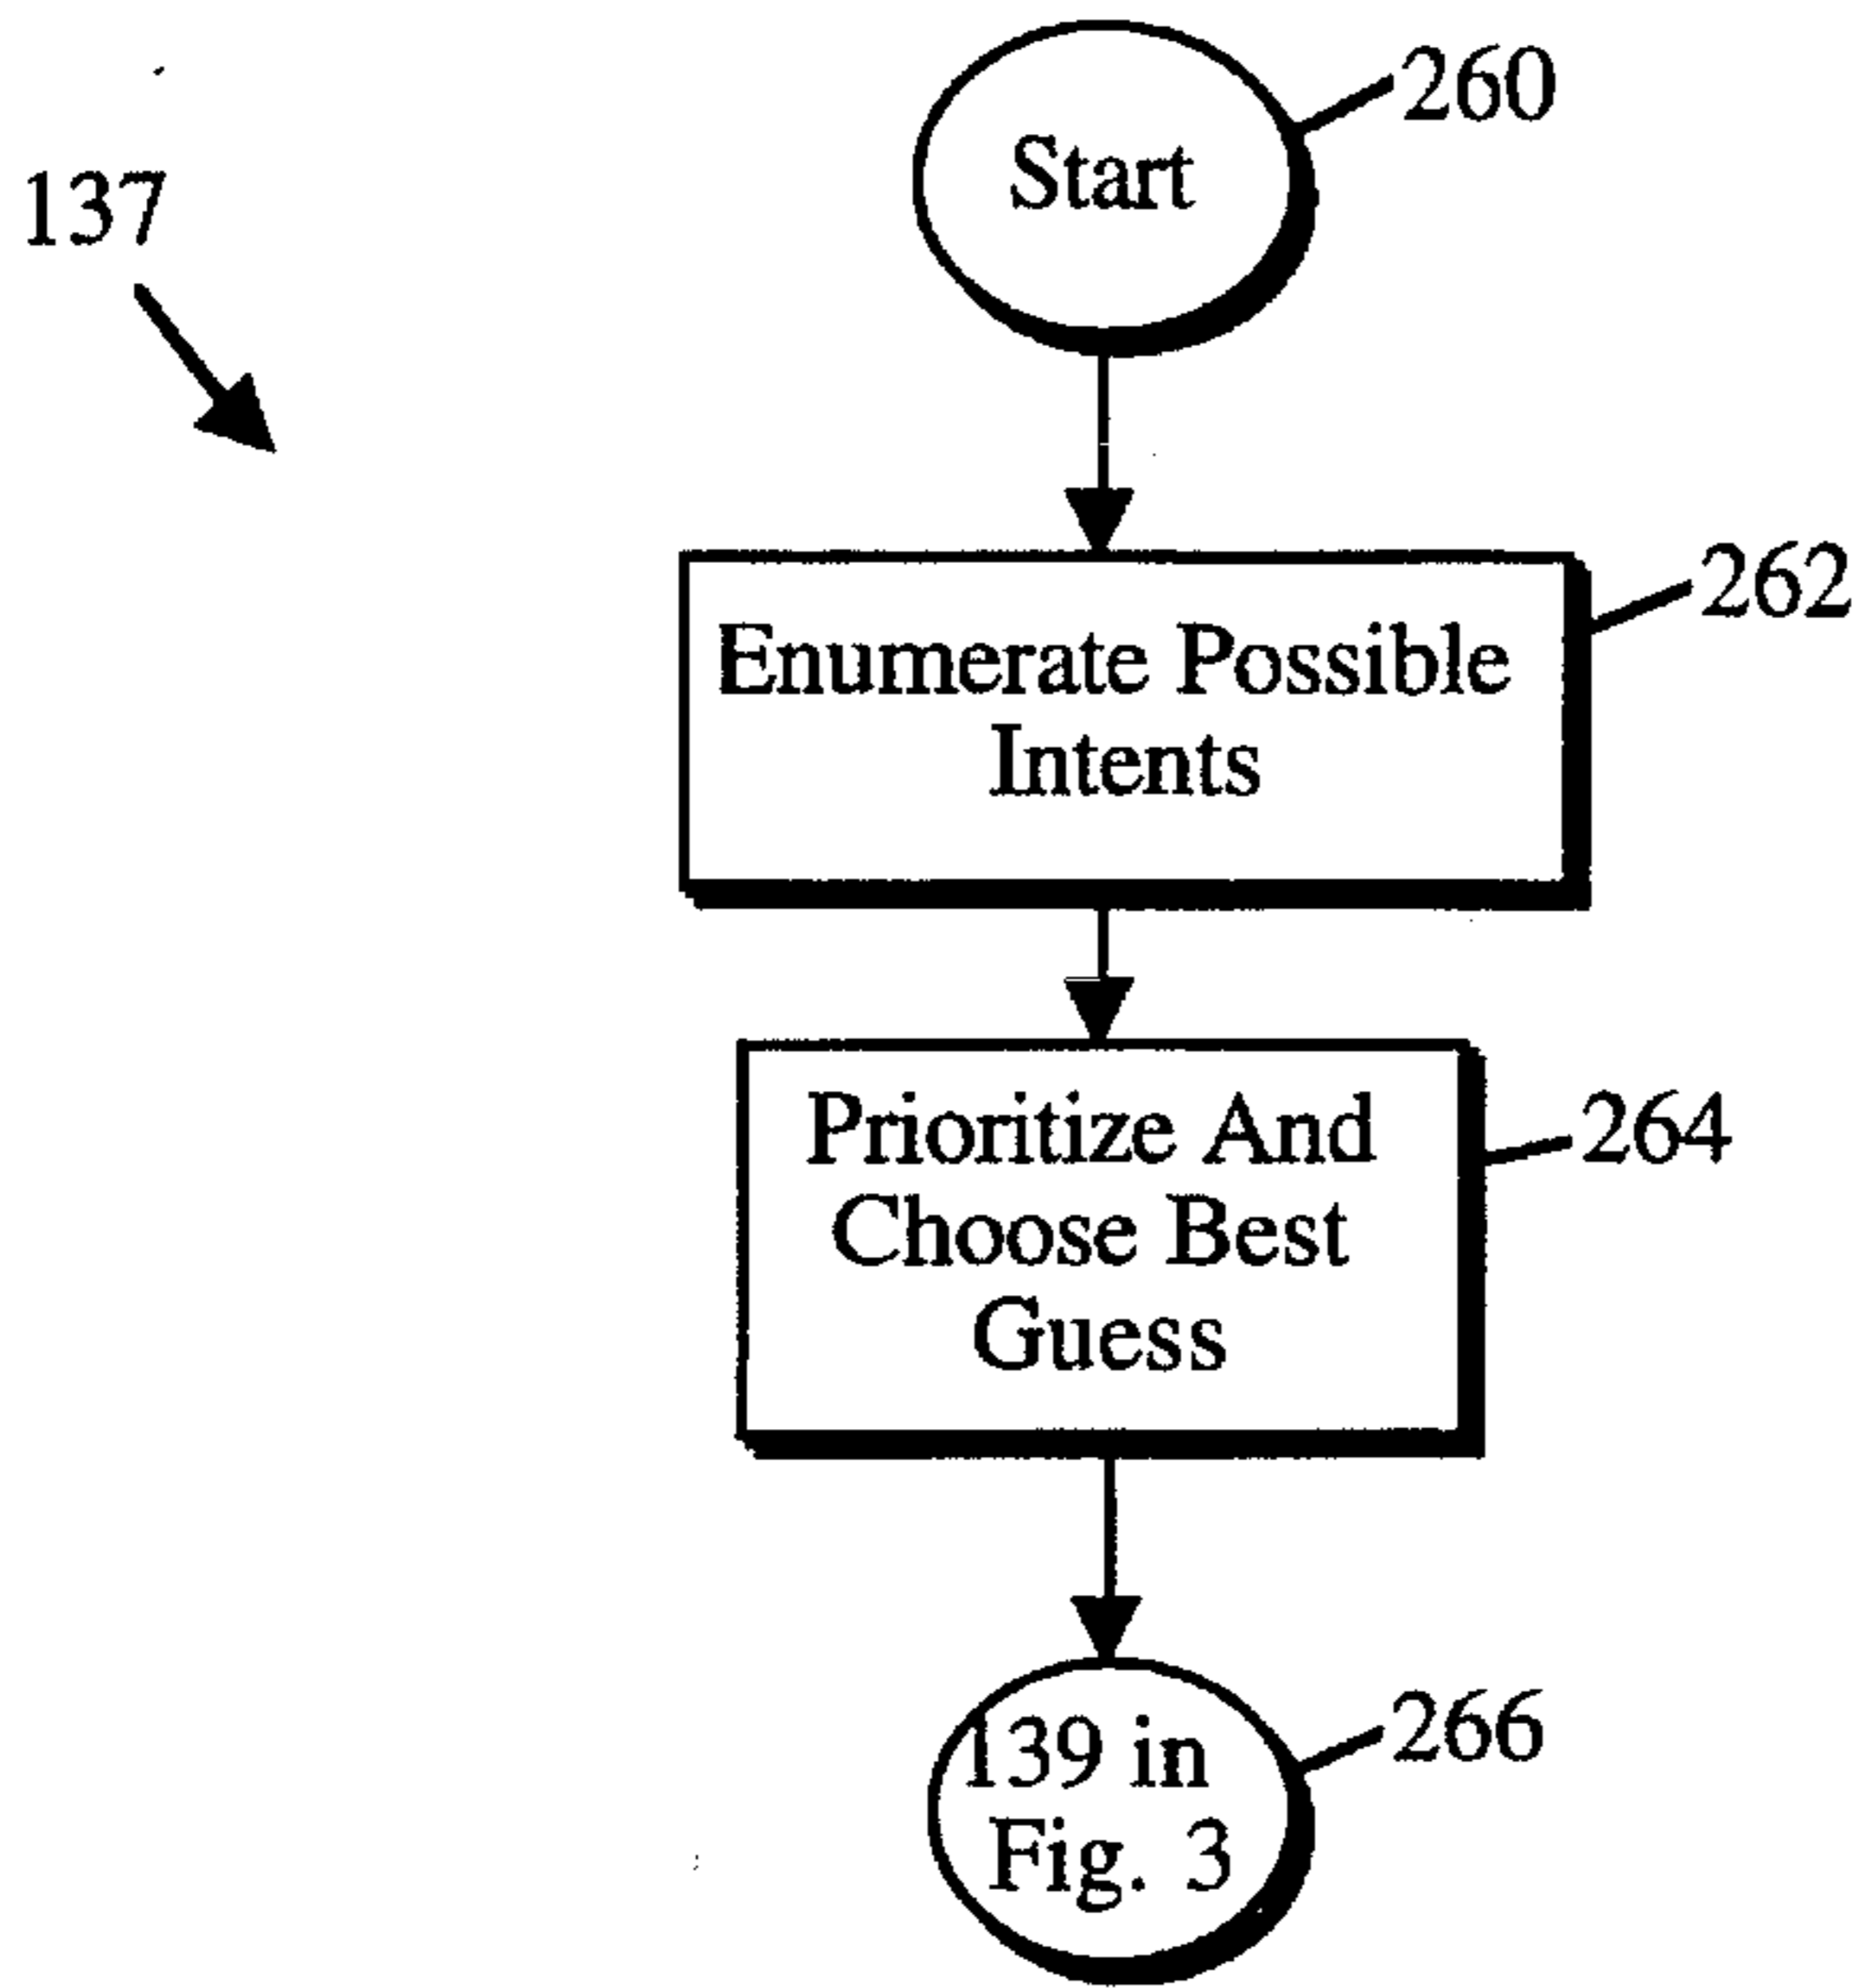 260
Start
137
262
Enumerate Possible
Intents
264
Prioritize And
Choose Best
Guess
266
139 in
Fig. 3